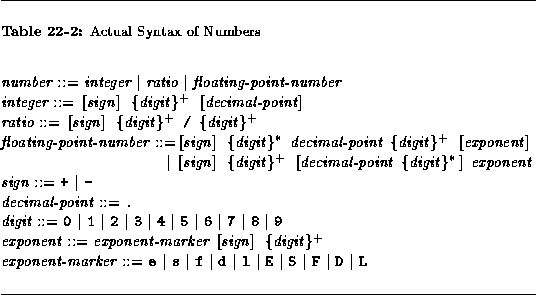 Table 22-2: Actual Syntax of Numbers
number ::= integer | ratio | floating-point-number
integer ::= [sign] {digit}+ [decimal-point]
ratio ::= [sign] {digit}+ / {digit}+
floating-point-number ::= [sign] {digit}* decimal-point {digit}+ [exponent]
| [sign] {digit}+ [decimal-point {digit}*] exponent
sign ::= + | -
decimal-point ::= .
digit ::= 0 | 1 | 2 | 3 | 4 | 5 | 6 | 7 | 8 | 9
exponent ::= exponent-marker [sign] {digit}+
exponent-marker ::= e | s | f | d | l | E | S | F | D | L